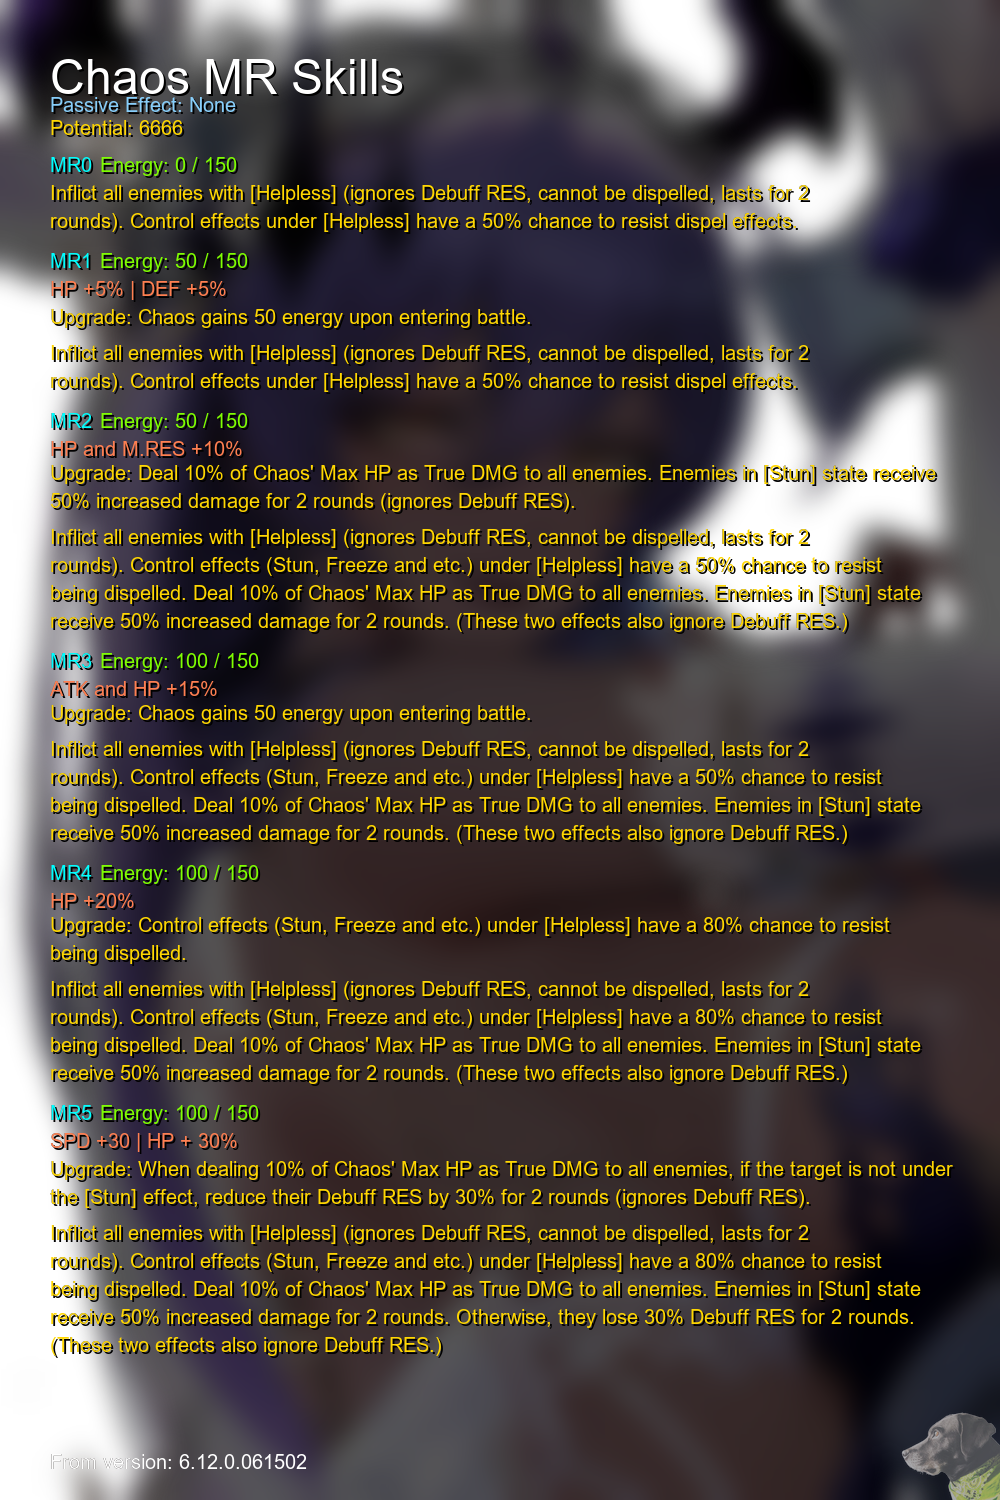 Chaos MR Skills
Passive Effect: None
Potential: 6666
MR0 Energy: 0 / 150
Inflict all enemies with [Helpless] (ignores Debuff RES, cannot be dispelled, lasts for 2
rounds). Control effects under [Helpless] have a 50% chance to resist dispel effects.
MR1 Energy: 50 / 150
HP +5% | DEF +5%
Upgrade: Chaos gains 50 energy upon entering battle.
Inflict all enemies with [Helpless] (ignores Debuff RES, cannot be dispelled, lasts for 2
rounds). Control effects under [Helpless] have a 50% chance to resist dispel effects.
MR2 Energy: 50 / 150
HP and M.RES +10%
Upgrade: Deal 10% of Chaos' Max HP as True DMG to all enemies. Enemies in [Stun] state receive
50% increased damage for 2 rounds (ignores Debuff RES).
Inflict all enemies with [Helpless] (ignores Debuff RES, cannot be dispelled, lasts for 2
rounds). Control effects (Stun, Freeze and etc.) under [Helpless] have a 50% chance to resist
being dispelled. Deal 10% of Chaos' Max HP as True DMG to all enemies. Enemies in [Stun] state
receive 50% increased damage for 2 rounds. (These two effects also ignore Debuff RES.)
MR3 Energy: 100 / 150
ATK and HP +15%
Upgrade: Chaos gains 50 energy upon entering battle.
Inflict all enemies with [Helpless] (ignores Debuff RES, cannot be dispelled, lasts for 2
rounds). Control effects (Stun, Freeze and etc.) under [Helpless] have a 50% chance to resist
being dispelled. Deal 10% of Chaos' Max HP as True DMG to all enemies. Enemies in [Stun] state
receive 50% increased damage for 2 rounds. (These two effects also ignore Debuff RES.)
MR4 Energy: 100 / 150
HP +20%
Upgrade: Control effects (Stun, Freeze and etc.) under [Helpless] have a 80% chance to resist
being dispelled.
Inflict all enemies with [Helpless] (ignores Debuff RES, cannot be dispelled, lasts for 2
rounds). Control effects (Stun, Freeze and etc.) under [Helpless] have a 80% chance to resist
being dispelled. Deal 10% of Chaos' Max HP as True DMG to all enemies. Enemies in [Stun] state
receive 50% increased damage for 2 rounds. (These two effects also ignore Debuff RES.)
MR5 Energy: 100 / 150
SPD +30 | HP + 30%
Upgrade: When dealing 10% of Chaos' Max HP as True DMG to all enemies, if the target is not under
the [Stun] effect, reduce their Debuff RES by 30% for 2 rounds (ignores Debuff RES).
Inflict all enemies with [Helpless] (ignores Debuff RES, cannot be dispelled, lasts for 2
rounds). Control effects (Stun, Freeze and etc.) under [Helpless] have a 80% chance to resist
being dispelled. Deal 10% of Chaos' Max HP as True DMG to all enemies. Enemies in [Stun] state
receive 50% increased damage for 2 rounds. Otherwise, they lose 30% Debuff RES for 2 rounds.
(These two effects also ignore Debuff RES.)
From version: 6.12.0.061502